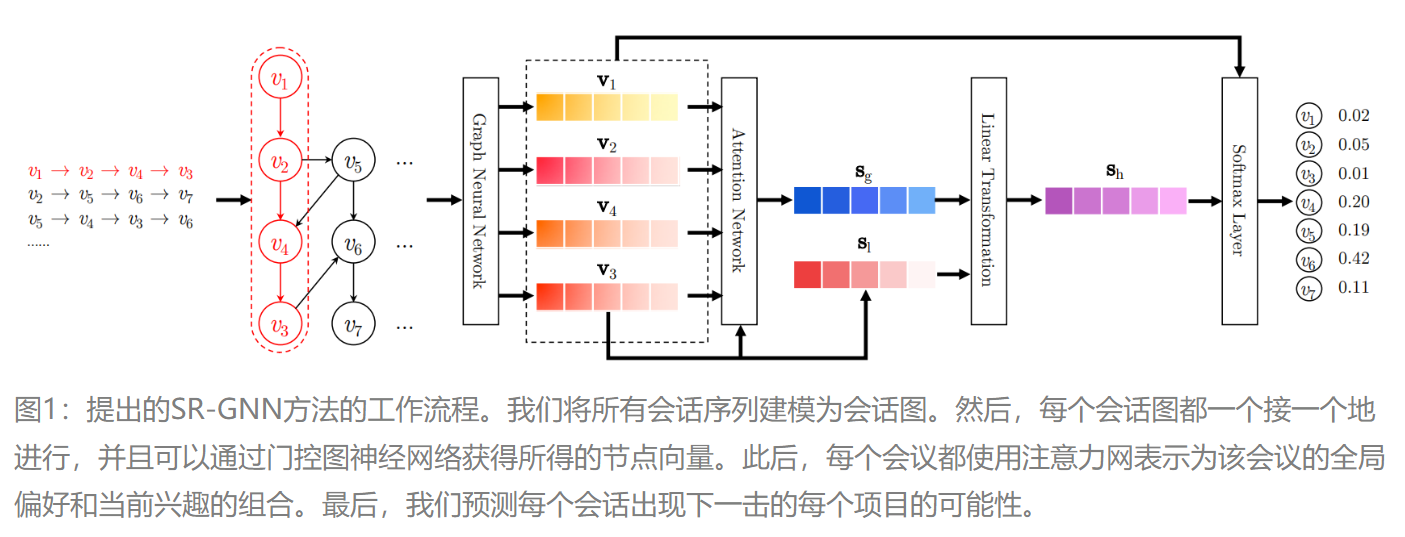 v1 → v2 → v4 → v3
v2 → v5 → v6 → v7
v5 → v4 → v3 → v6
......
v1
v2
v5
...
v4
v6
...
v3
v7
...
Graph Neural Network
v1
v2
v4
v3
Attention Network
sg
sl
Linear Transformation
sh
Softmax Layer
v1 0.02
v2 0.05
v3 0.01
v4 0.20
v5 0.19
v6 0.42
v7 0.11
图1：提出的SR-GNN方法的工作流程。我们将所有会话序列建模为会话图。然后，每个会话图都一个接一个地
进行，并且可以通过门控图神经网络获得所得的节点向量。此后，每个会议都使用注意力网表示为该会议的全局
偏好和当前兴趣的组合。最后，我们预测每个会话出现下一击的每个项目的可能性。